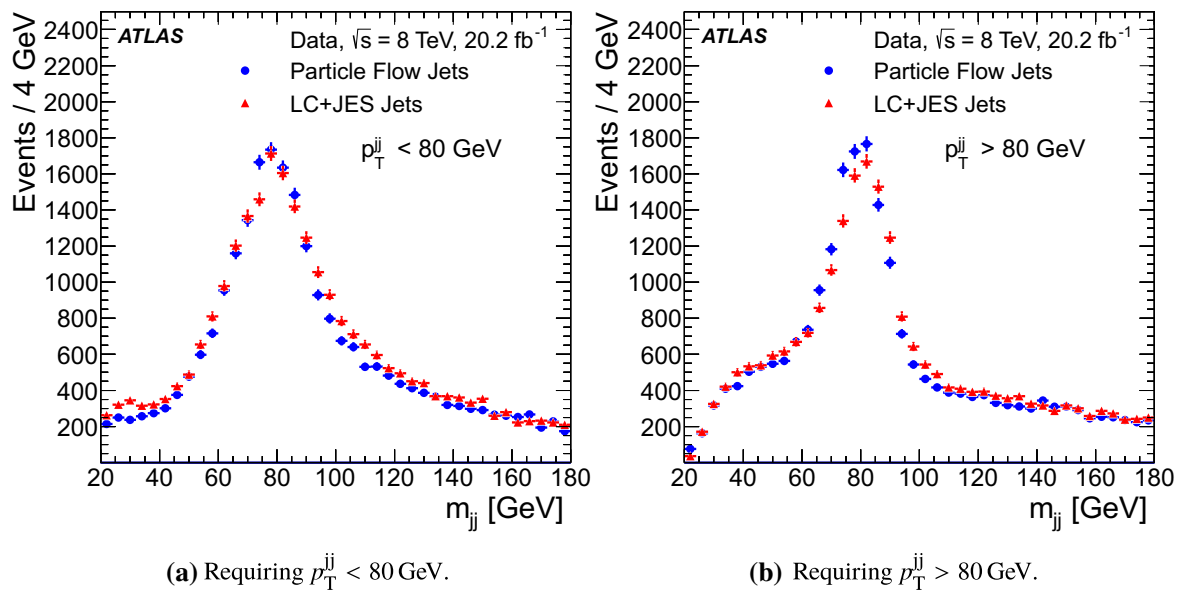 Events / 4 GeV
2400
2200
2000
1800
1600
1400
1200
1000
800
600
400
200
ATLAS
Data, √s = 8 TeV, 20.2 fb⁻¹
Particle Flow Jets
LC+JES Jets
p_T^jj < 80 GeV
20 40 60 80 100 120 140 160 180
m_jj [GeV]
(a) Requiring p_T^jj < 80 GeV.
Events / 4 GeV
2400
2200
2000
1800
1600
1400
1200
1000
800
600
400
200
ATLAS
Data, √s = 8 TeV, 20.2 fb⁻¹
Particle Flow Jets
LC+JES Jets
p_T^jj > 80 GeV
20 40 60 80 100 120 140 160 180
m_jj [GeV]
(b) Requiring p_T^jj > 80 GeV.